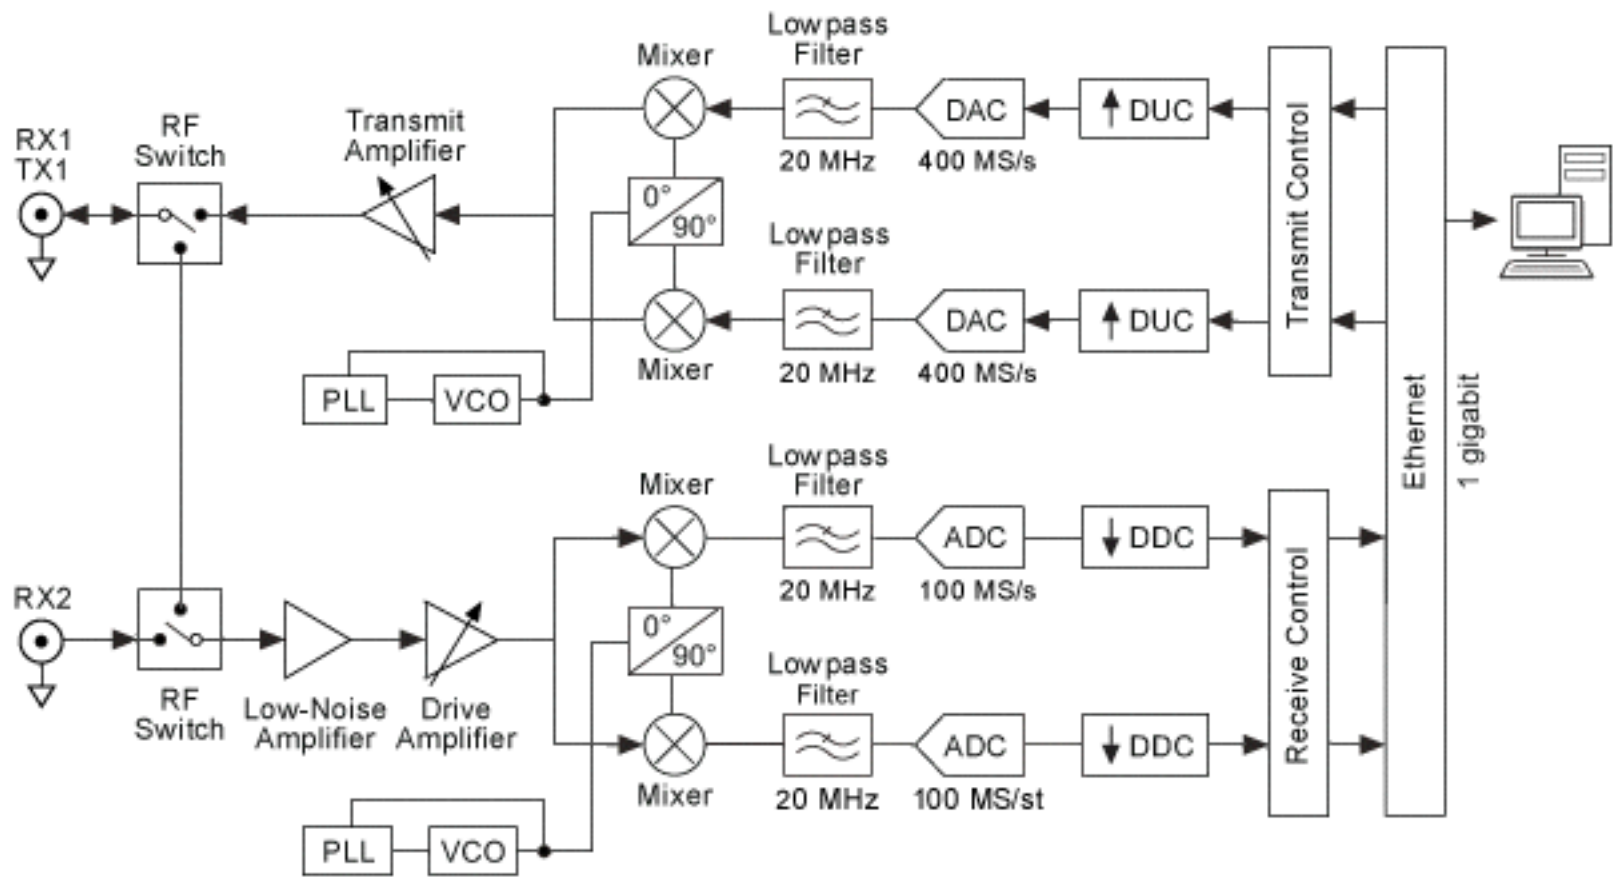 Lowpass
Filter
Mixer
RX1
TX1
RF
Switch
Transmit
Amplifier
DAC
DUC
20 MHz
400 MS/s
0°
90°
Lowpass
Filter
DAC
DUC
Mixer
20 MHz
400 MS/s
PLL
VCO
Transmit Control
Ethernet
1 gigabit
Lowpass
Filter
Mixer
ADC
DDC
20 MHz
100 MS/s
RX2
RF
Switch
Low-Noise
Amplifier
Drive
Amplifier
0°
90°
Lowpass
Filter
ADC
DDC
Mixer
20 MHz
100 MS/st
PLL
VCO
Receive Control